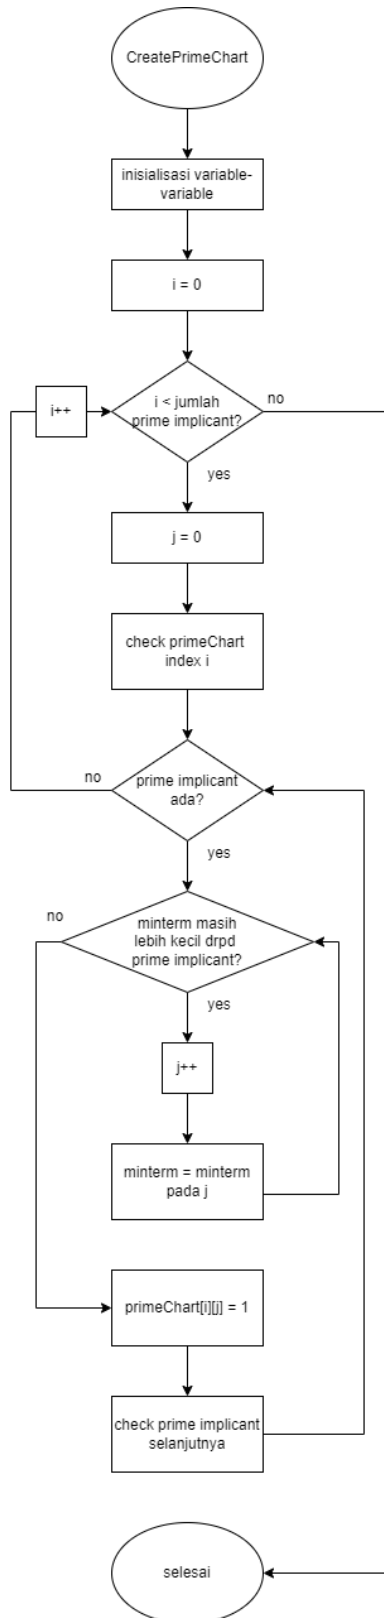 CreatePrimeChart
inisialisasi variable-
variable
i = 0
i++
i < jumlah
prime implicant?
no
yes
j = 0
check primeChart
index i
no
prime implicant
ada?
yes
no
minterm masih
lebih kecil drpd
prime implicant?
yes
j++
minterm = minterm
pada j
primeChart[i][j] = 1
check prime implicant
selanjutnya
selesai